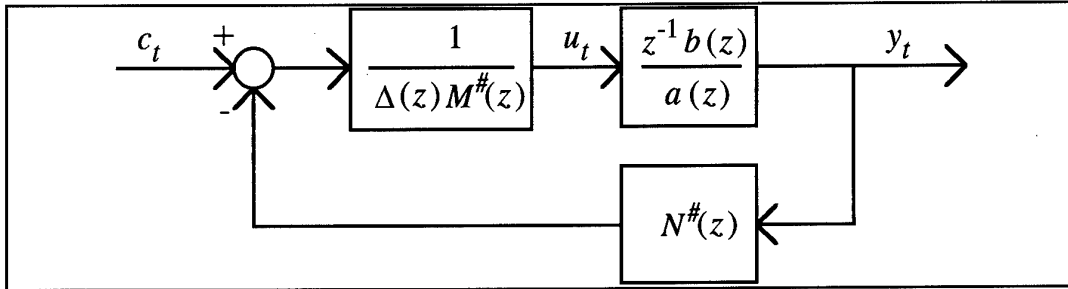 c_t
+
-
1
Δ(z) M^#(z)
u_t
z^{-1} b(z)
a(z)
y_t
N^#(z)